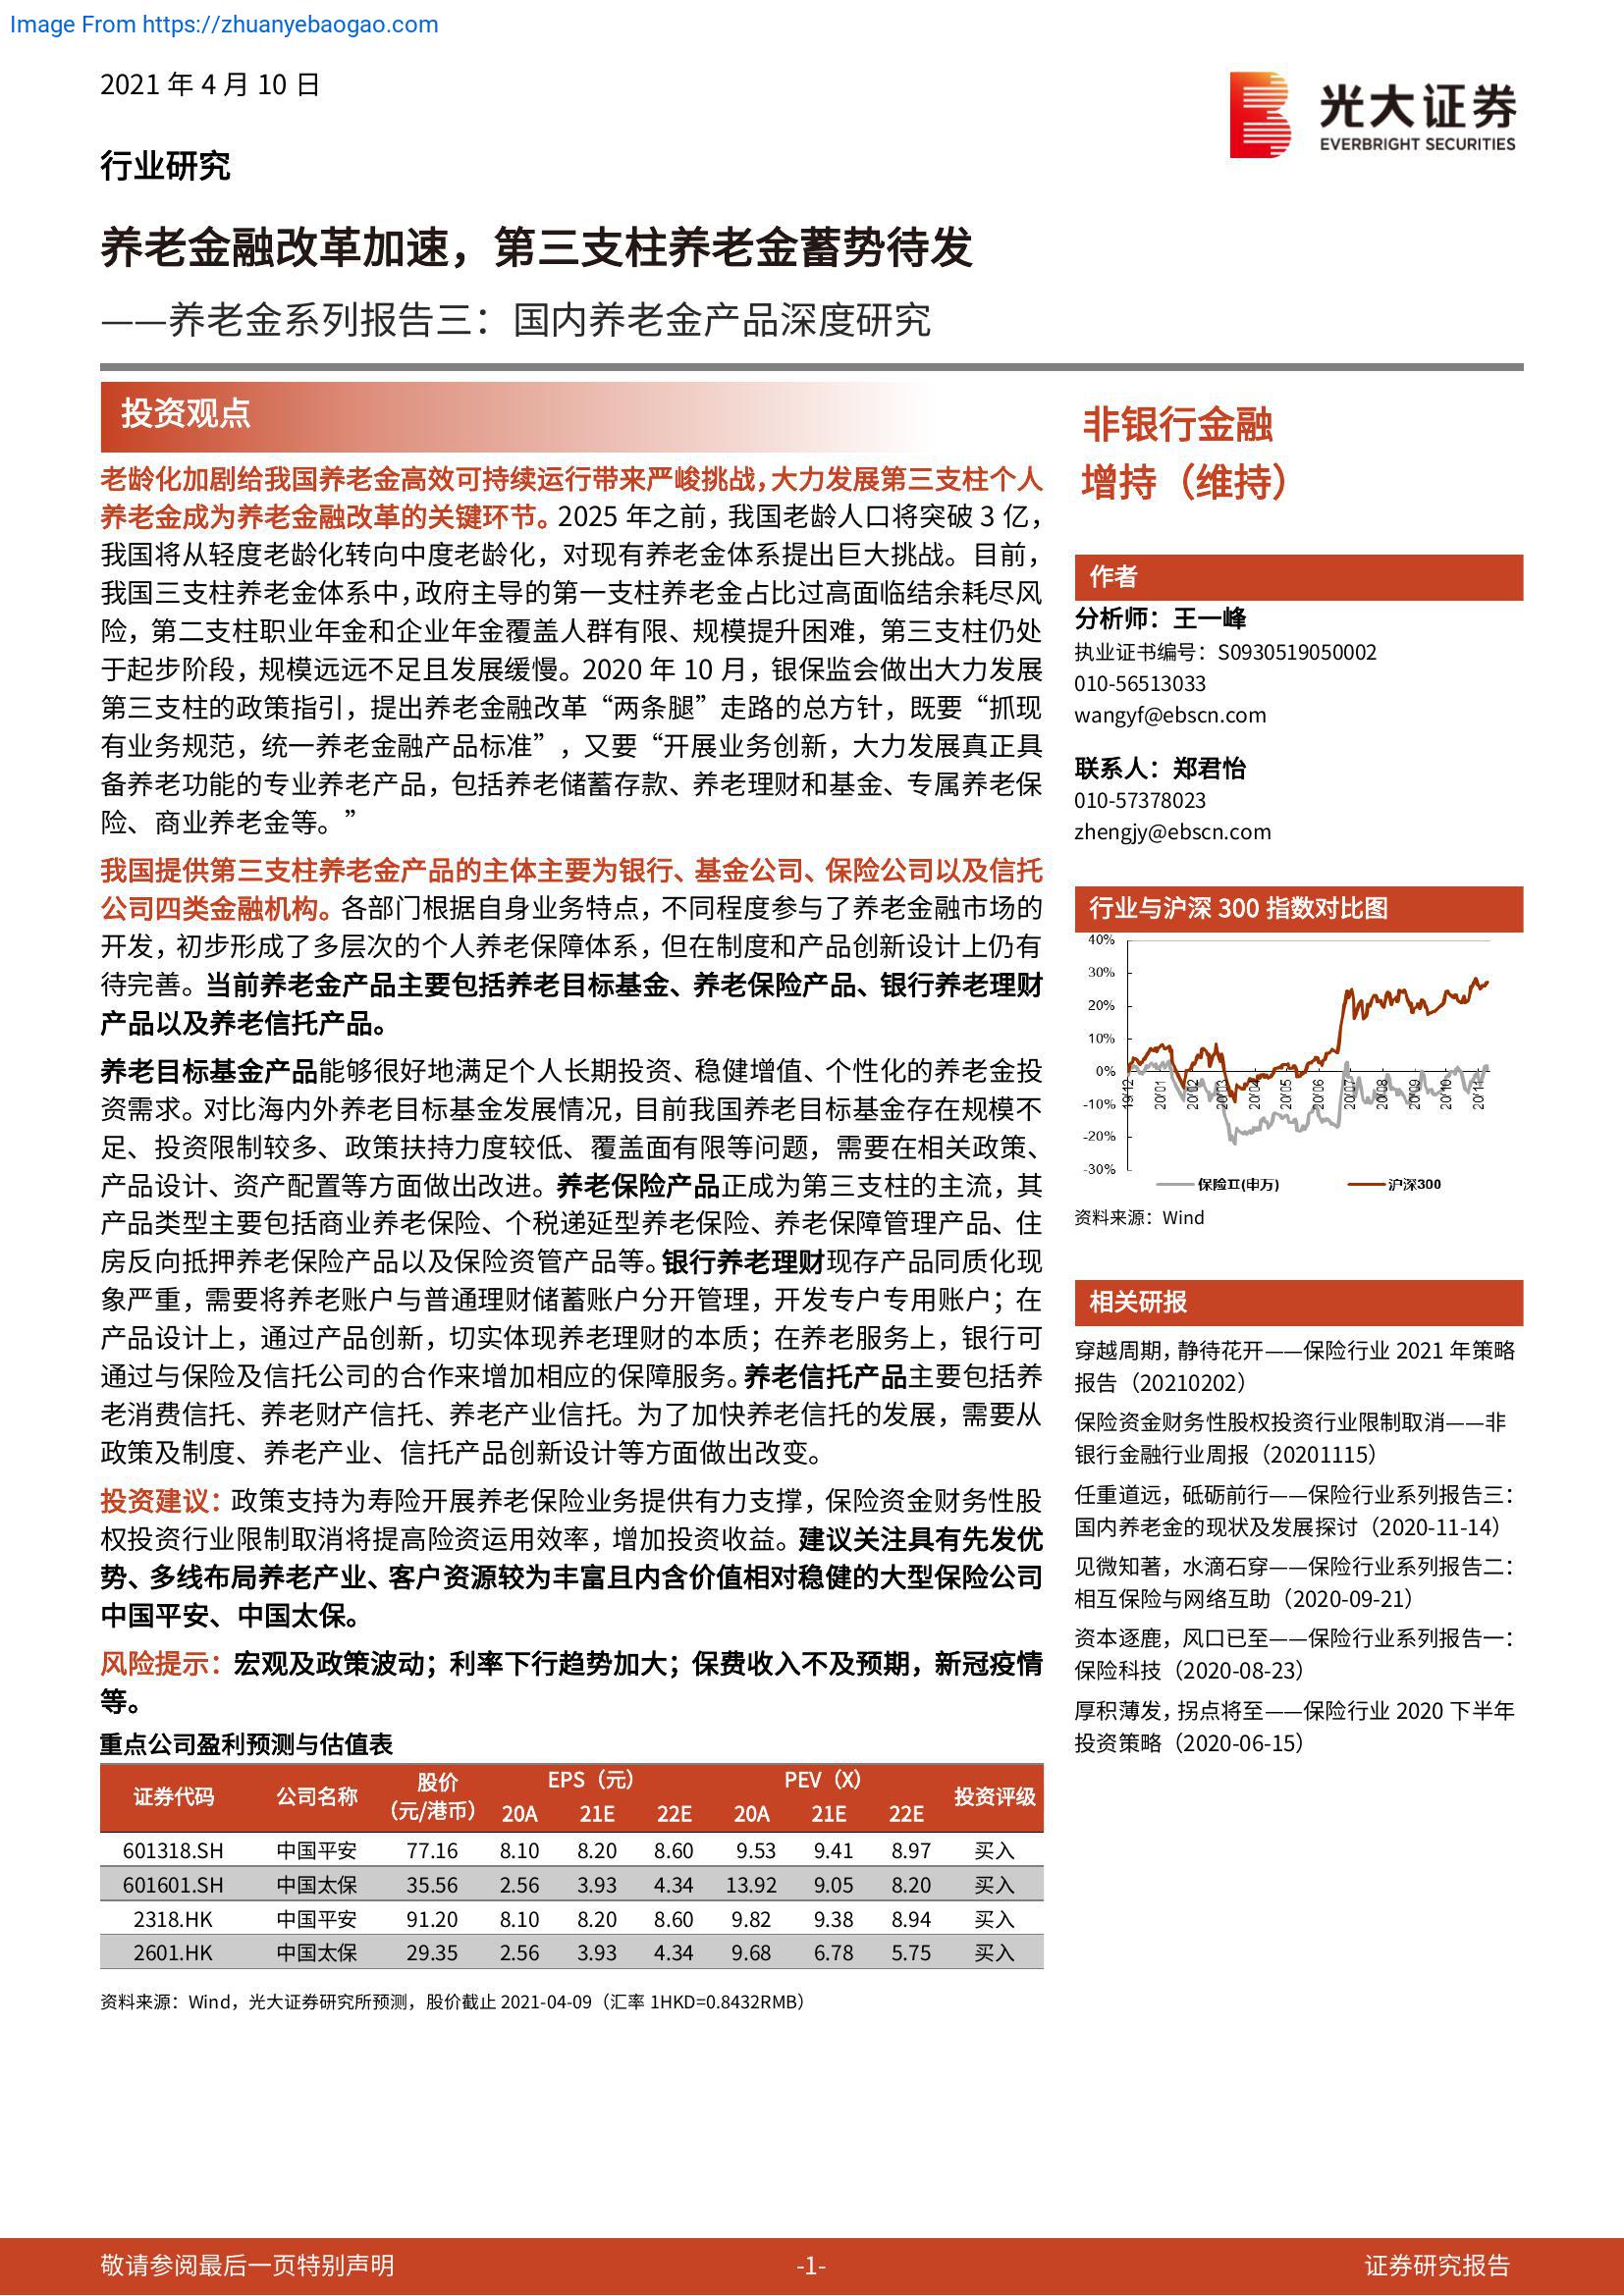 Image From https://zhuanyebaogao.com
2021 年 4 月 10 日
光大证券
EVERBRIGHT SECURITIES
行业研究
养老金融改革加速，第三支柱养老金蓄势待发
——养老金系列报告三：国内养老金产品深度研究
投资观点
老龄化加剧给我国养老金高效可持续运行带来严峻挑战，大力发展第三支柱个人
养老金成为养老金融改革的关键环节。2025 年之前，我国老龄人口将突破 3 亿，
我国将从轻度老龄化转向中度老龄化，对现有养老金体系提出巨大挑战。目前，
我国三支柱养老金体系中，政府主导的第一支柱养老金占比过高面临结余耗尽风
险，第二支柱职业年金和企业年金覆盖人群有限、规模提升困难，第三支柱仍处
于起步阶段，规模远远不足且发展缓慢。2020 年 10 月，银保监会做出大力发展
第三支柱的政策指引，提出养老金融改革“两条腿”走路的总方针，既要“抓现
有业务规范，统一养老金融产品标准”，又要“开展业务创新，大力发展真正具
备养老功能的专业养老产品，包括养老储蓄存款、养老理财和基金、专属养老保
险、商业养老金等。”
我国提供第三支柱养老金产品的主体主要为银行、基金公司、保险公司以及信托
公司四类金融机构。各部门根据自身业务特点，不同程度参与了养老金融市场的
开发，初步形成了多层次的个人养老保障体系，但在制度和产品创新设计上仍有
待完善。当前养老金产品主要包括养老目标基金、养老保险产品、银行养老理财
产品以及养老信托产品。
养老目标基金产品能够很好地满足个人长期投资、稳健增值、个性化的养老金投
资需求。对比海内外养老目标基金发展情况，目前我国养老目标基金存在规模不
足、投资限制较多、政策扶持力度较低、覆盖面有限等问题，需要在相关政策、
产品设计、资产配置等方面做出改进。养老保险产品正成为第三支柱的主流，其
产品类型主要包括商业养老保险、个税递延型养老保险、养老保障管理产品、住
房反向抵押养老保险产品以及保险资管产品等。银行养老理财现存产品同质化现
象严重，需要将养老账户与普通理财储蓄账户分开管理，开发专户专用账户；在
产品设计上，通过产品创新，切实体现养老理财的本质；在养老服务上，银行可
通过与保险及信托公司的合作来增加相应的保障服务。养老信托产品主要包括养
老消费信托、养老财产信托、养老产业信托。为了加快养老信托的发展，需要从
政策及制度、养老产业、信托产品创新设计等方面做出改变。
投资建议：政策支持为寿险开展养老保险业务提供有力支撑，保险资金财务性股
权投资行业限制取消将提高险资运用效率，增加投资收益。建议关注具有先发优
势、多线布局养老产业、客户资源较为丰富且内含价值相对稳健的大型保险公司
中国平安、中国太保。
风险提示：宏观及政策波动；利率下行趋势加大；保费收入不及预期，新冠疫情
等。
重点公司盈利预测与估值表
证券代码 公司名称 股价（元/港币） EPS（元） PEV（X） 投资评级
20A 21E 22E 20A 21E 22E
601318.SH 中国平安 77.16 8.10 8.20 8.60 9.53 9.41 8.97 买入
601601.SH 中国太保 35.56 2.56 3.93 4.34 13.92 9.05 8.20 买入
2318.HK 中国平安 91.20 8.10 8.20 8.60 9.82 9.38 8.94 买入
2601.HK 中国太保 29.35 2.56 3.93 4.34 9.68 6.78 5.75 买入
资料来源：Wind，光大证券研究所预测，股价截止 2021-04-09（汇率 1HKD=0.8432RMB）
非银行金融
增持（维持）
作者
分析师：王一峰
执业证书编号：S0930519050002
010-56513033
wangyf@ebscn.com
联系人：郑君怡
010-57378023
zhengjy@ebscn.com
行业与沪深 300 指数对比图
40%
30%
20%
10%
0%
-10%
-20%
-30%
19/12 20/01 20/02 20/03 20/04 20/05 20/06 20/07 20/08 20/09 20/10 20/11
保险II(申万) 沪深300
资料来源：Wind
相关研报
穿越周期，静待花开——保险行业 2021 年策略
报告（20210202）
保险资金财务性股权投资行业限制取消——非
银行金融行业周报（20201115）
任重道远，砥砺前行——保险行业系列报告三：
国内养老金的现状及发展探讨（2020-11-14）
见微知著，水滴石穿——保险行业系列报告二：
相互保险与网络互助（2020-09-21）
资本逐鹿，风口已至——保险行业系列报告一：
保险科技（2020-08-23）
厚积薄发，拐点将至——保险行业 2020 下半年
投资策略（2020-06-15）
敬请参阅最后一页特别声明
-1-
证券研究报告